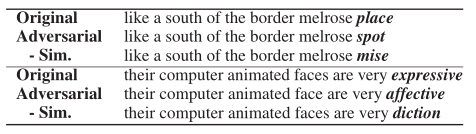 Original like a south of the border melrose place
Adversarial like a south of the border melrose spot
- Sim. like a south of the border melrose mise
Original their computer animated faces are very expressive
Adversarial their computer animated faces are very affective
- Sim. their computer animated faces are very diction